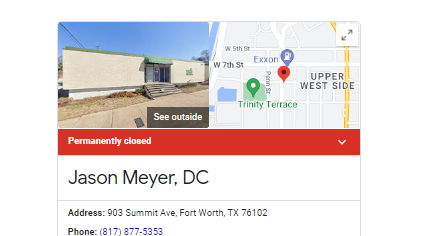 W 5th St
Exxon
W 7th St
Penn St
UPPER
WEST SIDE
Trinity Terrace
See outside
Permanently closed
Jason Meyer, DC
Address: 903 Summit Ave, Fort Worth, TX 76102
Phone: (817) 877-5353